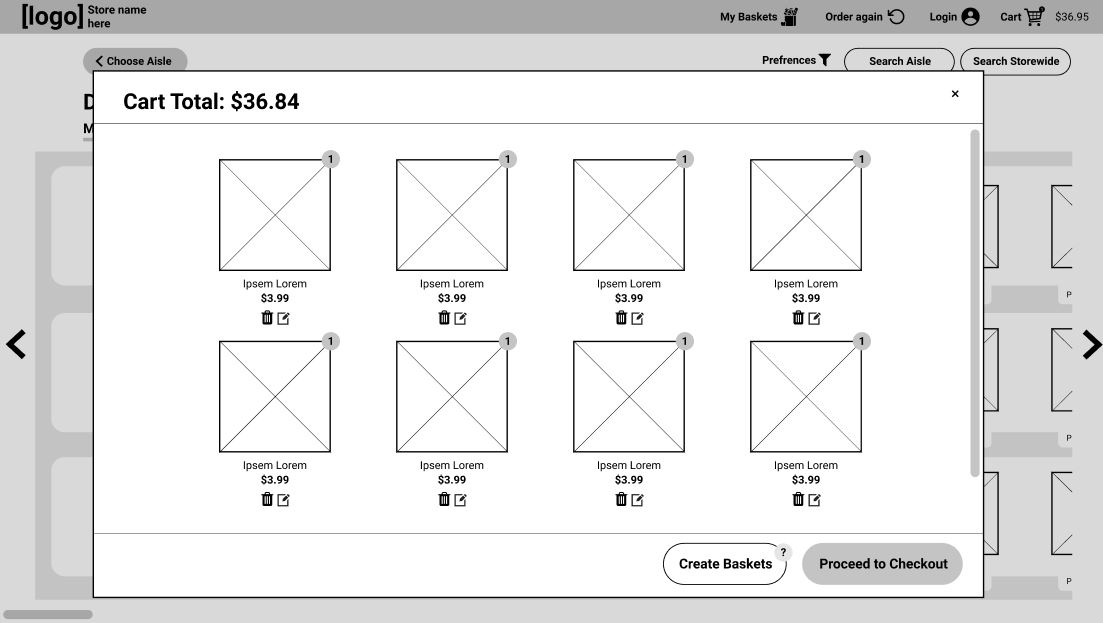 [logo] Store name
here
My Baskets Order again Login Cart $36.95
Choose Aisle Prefrences Search Aisle Search Storewide
D
M
Cart Total: $36.84 ×
1 1 1 1
Ipsem Lorem Ipsem Lorem Ipsem Lorem Ipsem Lorem
$3.99 $3.99 $3.99 $3.99
P
1 1 1 1
P
Ipsem Lorem Ipsem Lorem Ipsem Lorem Ipsem Lorem
$3.99 $3.99 $3.99 $3.99
?
Create Baskets Proceed to Checkout
P